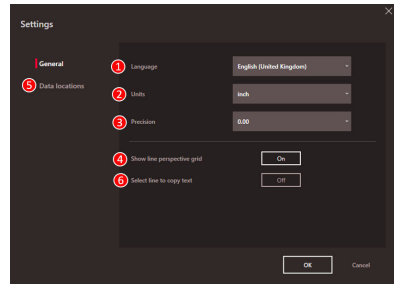 Settings
General
5 Data locations
1 Language English (United Kingdom)
2 Units inch
3 Precision 0.00
4 Show line perspective grid On
6 Select line to copy text Off
OK Cancel